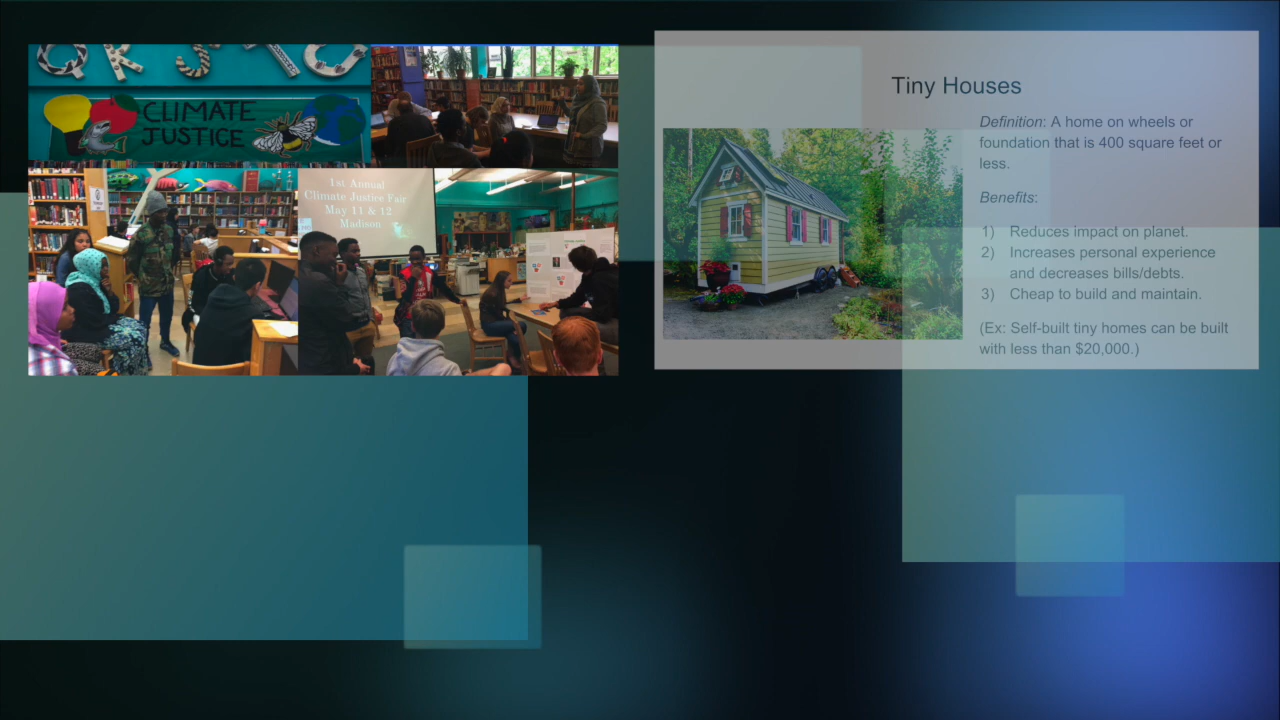 Q R S T U
CLIMATE
JUSTICE
1st Annual
Climate Justice Fair
May 11 & 12
Madison
Tiny Houses
Definition: A home on wheels or
foundation that is 400 square feet or
less.
Benefits:
1) Reduces impact on planet.
2) Increases personal experience
and decreases bills/debts.
3) Cheap to build and maintain.
(Ex: Self-built tiny homes can be built
with less than $20,000.)